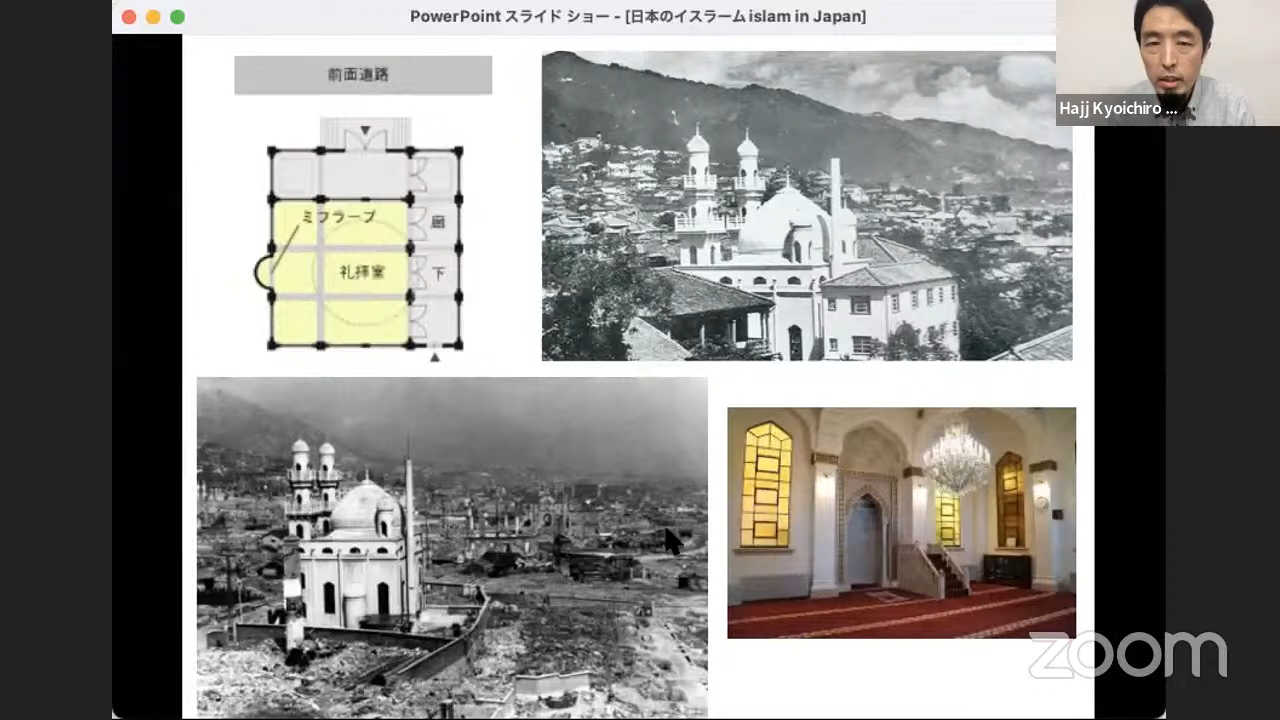 PowerPoint スライド ショー - [日本のイスラーム islam in Japan]
Hajj Kyoichiro ...
前面道路
ミフラーブ
廊
礼拝室
下
zoom